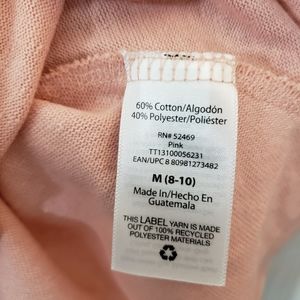 60% Cotton/Algodón
40% Polyester/Poliéster
RN# 52469
Pink
TT13100056231
EAN/UPC 8 80981273482
M (8-10)
Made In/Hecho En
Guatemala
THIS LABEL YARN IS MADE
OUT OF 100% RECYCLED
POLYESTER MATERIALS